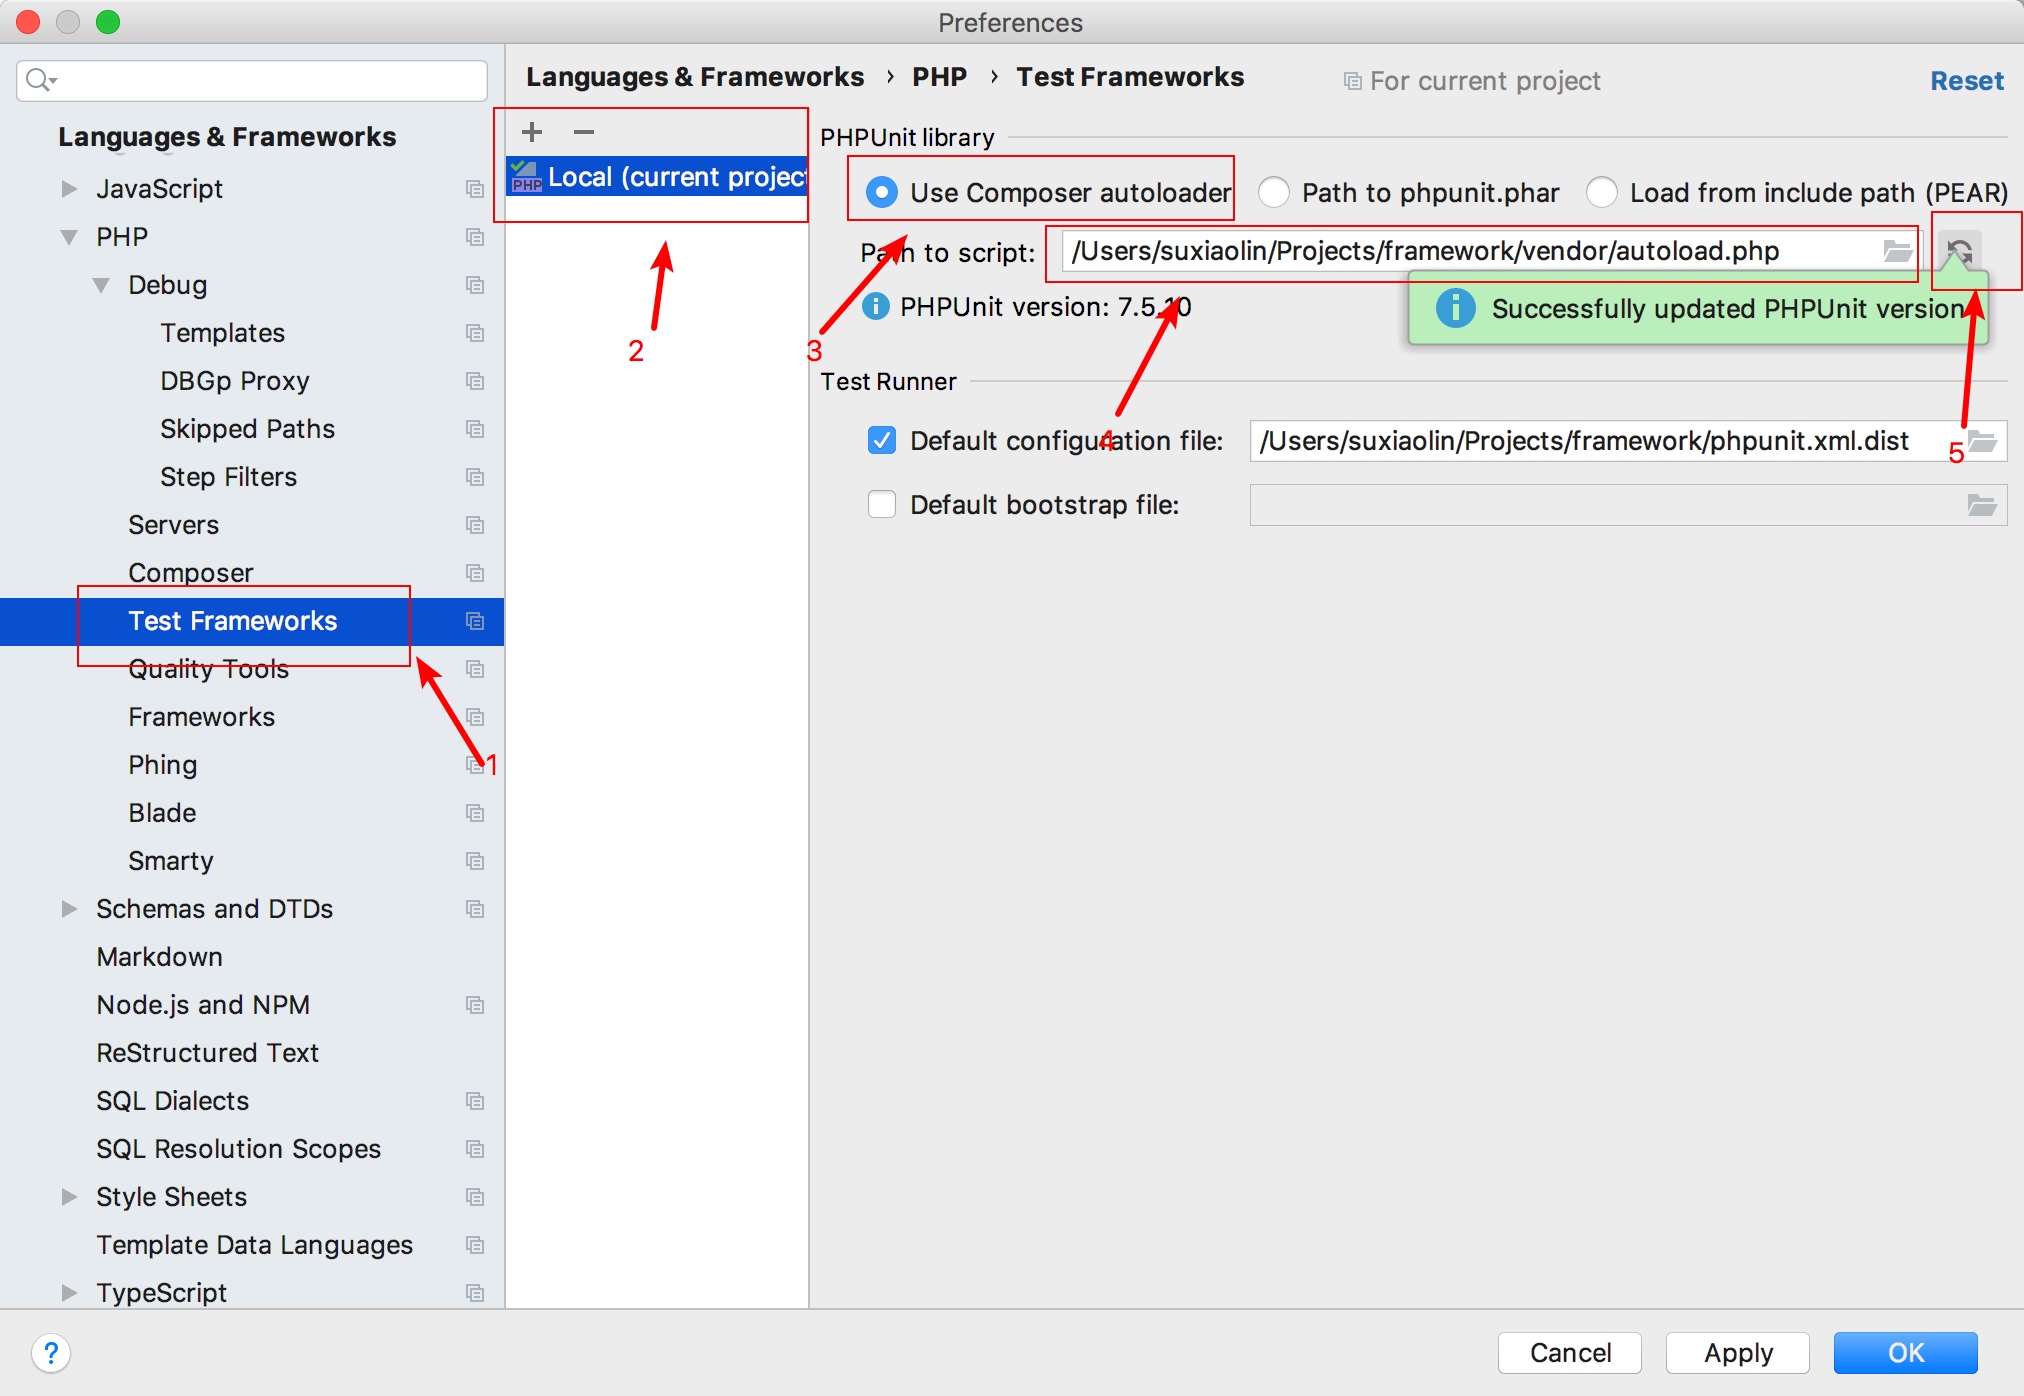 Preferences
Languages & Frameworks
JavaScript
PHP
Debug
Templates
DBGp Proxy
Skipped Paths
Step Filters
Servers
Composer
Test Frameworks
Quality Tools
Frameworks
Phing
1
Blade
Smarty
Schemas and DTDs
Markdown
Node.js and NPM
ReStructured Text
SQL Dialects
SQL Resolution Scopes
Style Sheets
Template Data Languages
TypeScript
Languages & Frameworks › PHP › Test Frameworks
For current project
Reset
+ −
PHP Local (current projec
2
PHPUnit library
Use Composer autoloader
Path to phpunit.phar
Load from include path (PEAR)
Path to script: /Users/suxiaolin/Projects/framework/vendor/autoload.php
PHPUnit version: 7.5.10
Successfully updated PHPUnit version
3
Test Runner
Default configuration file: /Users/suxiaolin/Projects/framework/phpunit.xml.dist
4
5
Default bootstrap file:
?
Cancel
Apply
OK